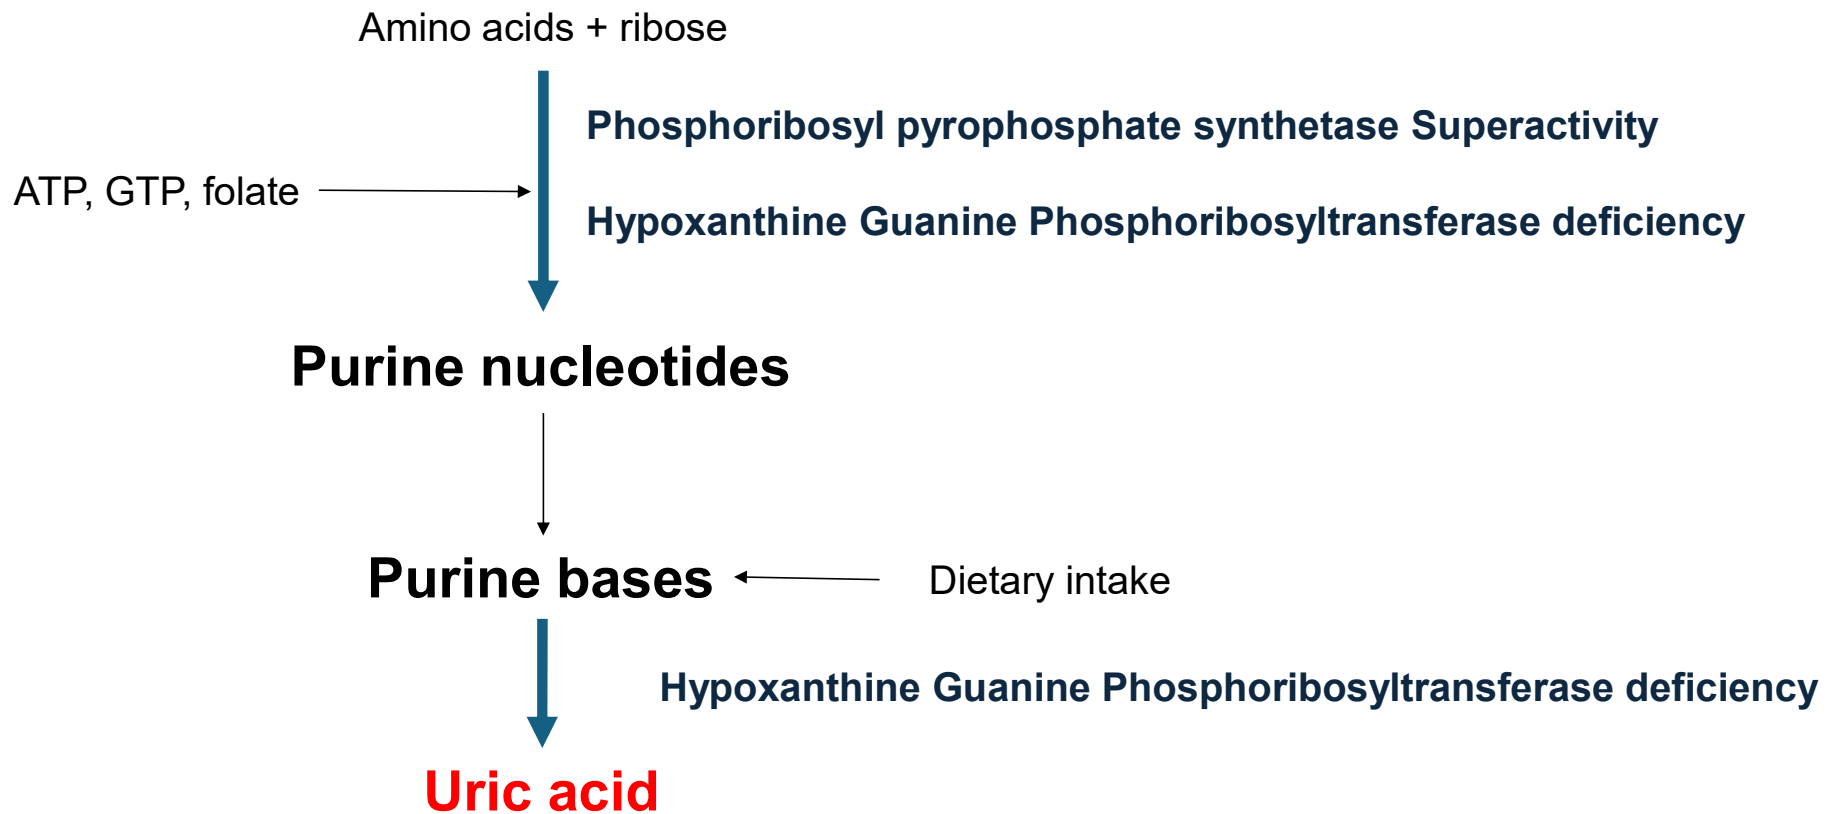 Amino acids + ribose
Phosphoribosyl pyrophosphate synthetase Superactivity
ATP, GTP, folate
Hypoxanthine Guanine Phosphoribosyltransferase deficiency
Purine nucleotides
Purine bases
Dietary intake
Hypoxanthine Guanine Phosphoribosyltransferase deficiency
Uric acid